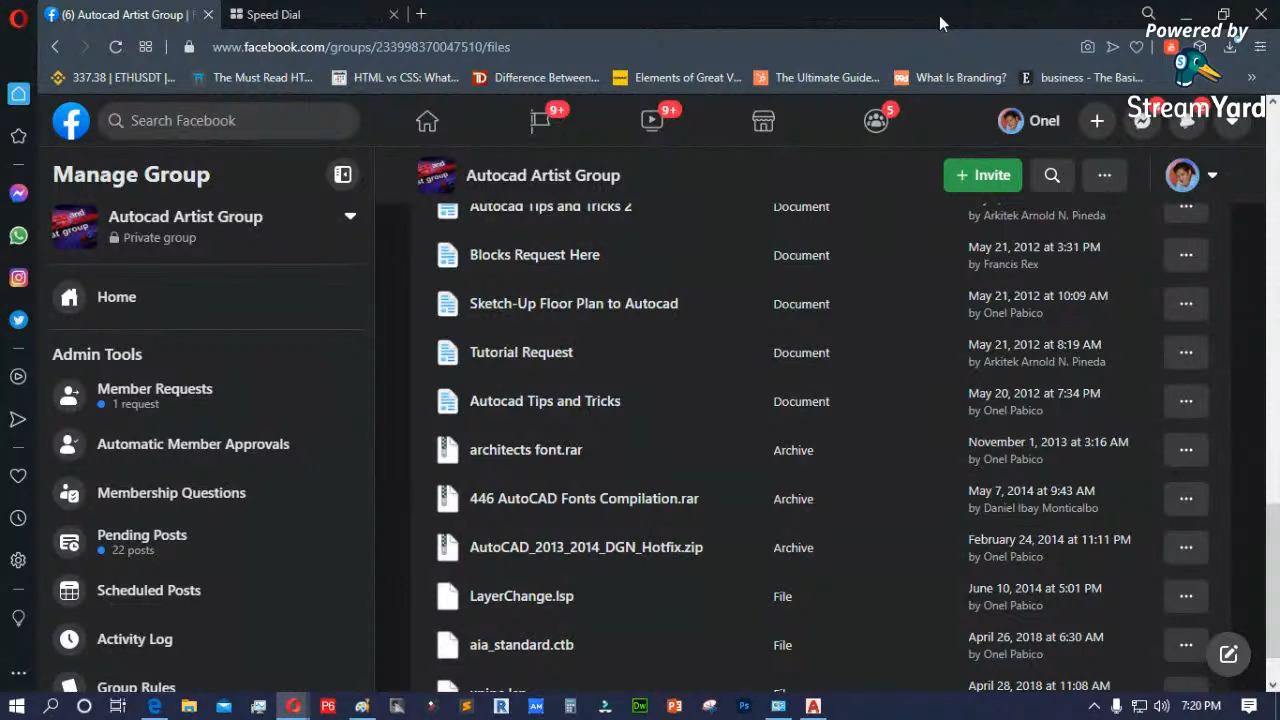 (6) Autocad Artist Group | F
Speed Dial
www.facebook.com/groups/233998370047510/files
337.38 | ETHUSDT |...
The Must Read HT...
HTML vs CSS: What...
Difference Between...
Elements of Great V...
The Ultimate Guide...
What Is Branding?
business - The Basi...
Powered by
StreamYard
Search Facebook
9+
9+
5
Onel
Manage Group
Autocad Artist Group
Private group
Home
Admin Tools
Member Requests
1 request
Automatic Member Approvals
Membership Questions
Pending Posts
22 posts
Scheduled Posts
Activity Log
Group Rules
Autocad Artist Group
+ Invite
Autocad Tips and Tricks 2
Document
by Arkitek Arnold N. Pineda
Blocks Request Here
Document
May 21, 2012 at 3:31 PM
by Francis Rex
Sketch-Up Floor Plan to Autocad
Document
May 21, 2012 at 10:09 AM
by Onel Pabico
Tutorial Request
Document
May 21, 2012 at 8:19 AM
by Arkitek Arnold N. Pineda
Autocad Tips and Tricks
Document
May 20, 2012 at 7:34 PM
by Onel Pabico
architects font.rar
Archive
November 1, 2013 at 3:16 AM
by Onel Pabico
446 AutoCAD Fonts Compilation.rar
Archive
May 7, 2014 at 9:43 AM
by Daniel Ibay Monticalbo
AutoCAD_2013_2014_DGN_Hotfix.zip
Archive
February 24, 2014 at 11:11 PM
by Onel Pabico
LayerChange.lsp
File
June 10, 2014 at 5:01 PM
by Onel Pabico
aia_standard.ctb
File
April 26, 2018 at 6:30 AM
by Onel Pabico
April 28, 2018 at 11:08 AM
P6
R
AM
Dw
Ps
A
7:20 PM